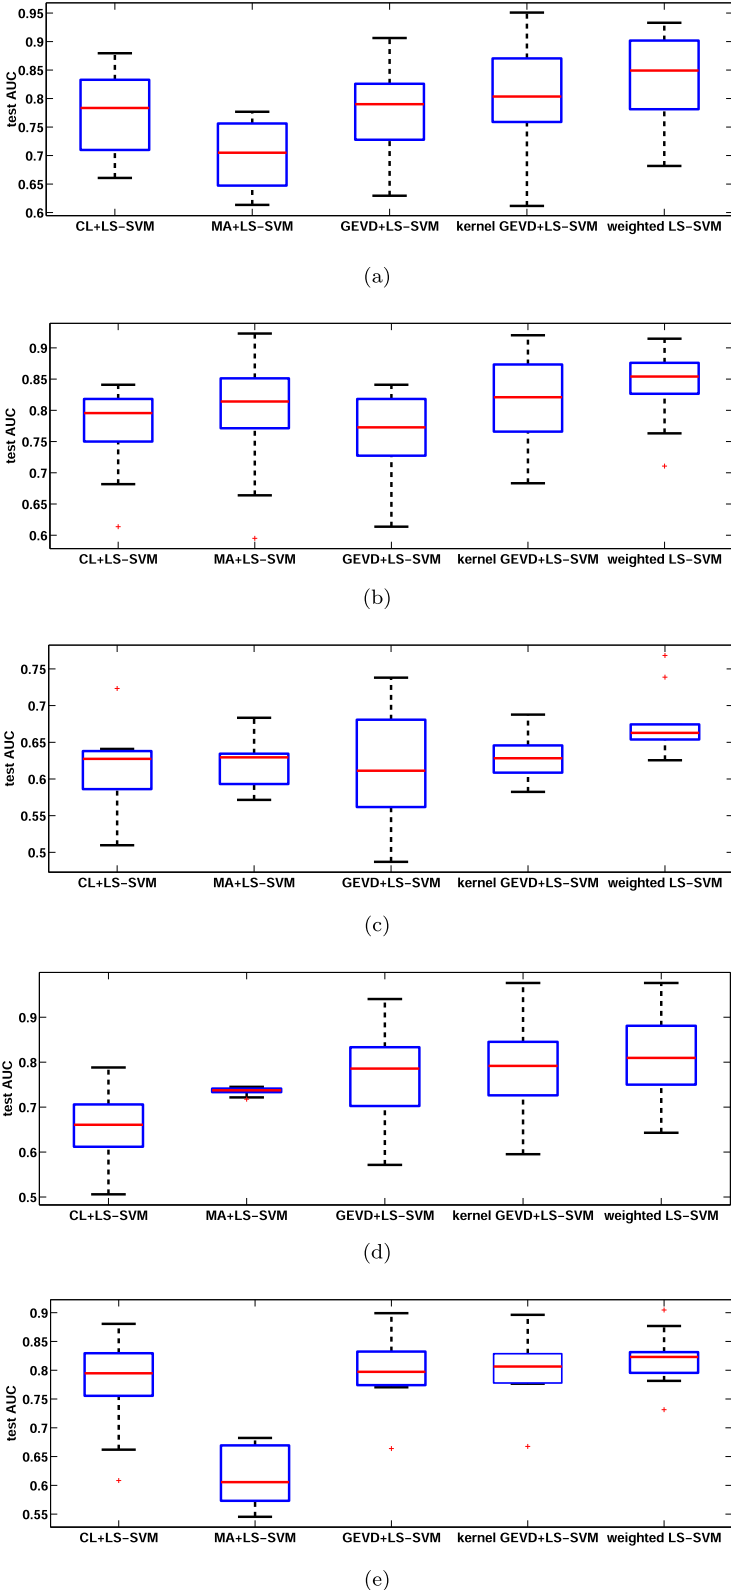 0.95
0.9
0.85
0.8
0.75
0.7
0.65
0.6
test AUC
CL+LS−SVM MA+LS−SVM GEVD+LS−SVM kernel GEVD+LS−SVM weighted LS−SVM
(a)
0.9
0.85
0.8
0.75
0.7
0.65
0.6
test AUC
CL+LS−SVM MA+LS−SVM GEVD+LS−SVM kernel GEVD+LS−SVM weighted LS−SVM
(b)
0.75
0.7
0.65
0.6
0.55
0.5
test AUC
CL+LS−SVM MA+LS−SVM GEVD+LS−SVM kernel GEVD+LS−SVM weighted LS−SVM
(c)
0.9
0.8
0.7
0.6
0.5
test AUC
CL+LS−SVM MA+LS−SVM GEVD+LS−SVM kernel GEVD+LS−SVM weighted LS−SVM
(d)
0.9
0.85
0.8
0.75
0.7
0.65
0.6
0.55
test AUC
CL+LS−SVM MA+LS−SVM GEVD+LS−SVM kernel GEVD+LS−SVM weighted LS−SVM
(e)